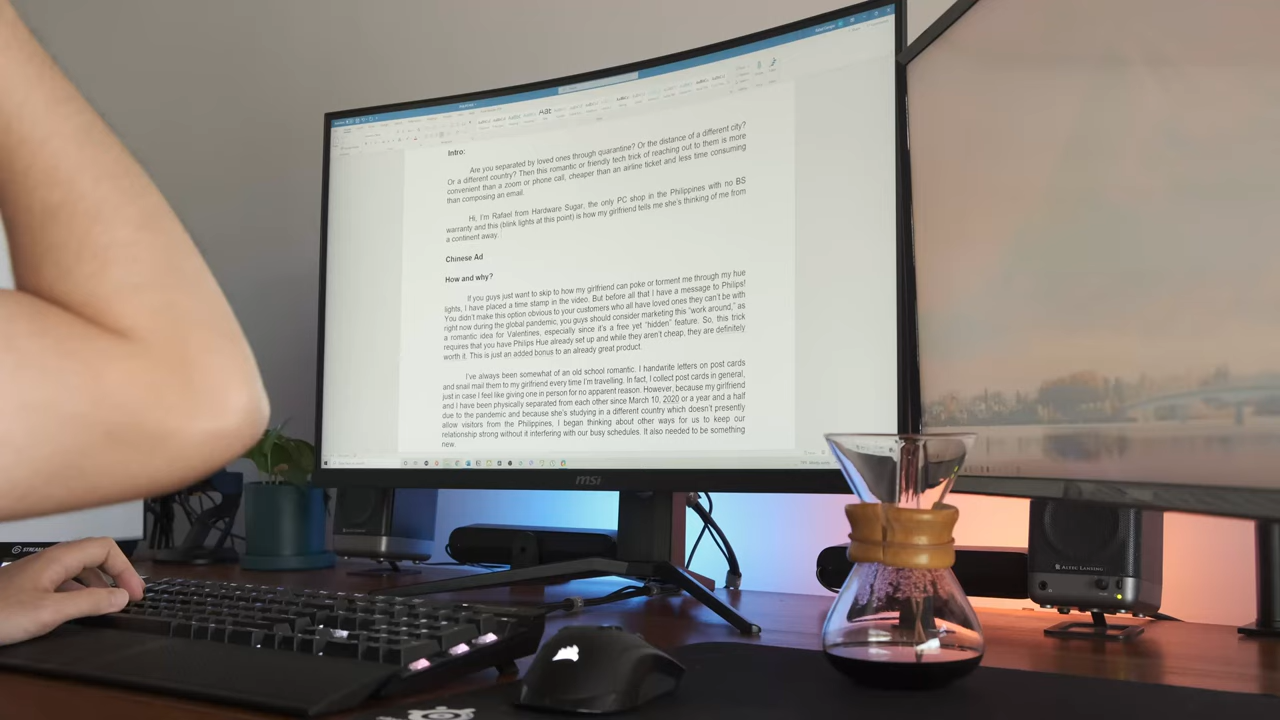 Intro:
Are you separated by loved ones through quarantine? Or the distance of a different city?
Or a different country? Then this romantic or friendly tech trick of reaching out to them is more
convenient than a zoom or phone call, cheaper than an airline ticket and less time consuming
than composing an email.
Hi, I'm Rafael from Hardware Sugar, the only PC shop in the Philippines with no BS
warranty and this (blink lights at this point) is how my girlfriend tells me she's thinking of me from
a continent away.
Chinese Ad
How and why?
If you guys just want to skip to how my girlfriend can poke or torment me through my hue
lights, I have placed a time stamp in the video. But before all that I have a message to Philips!
You didn't make this option obvious to your customers who all have loved ones they can't be with
right now during the global pandemic, you guys should consider marketing this "work around," as
a romantic idea for Valentines, especially since it's a free yet "hidden" feature. So, this trick
requires that you have Philips Hue already set up and while they aren't cheap, they are definitely
worth it. This is just an added bonus to an already great product.
I've always been somewhat of an old school romantic. I handwrite letters on post cards
and snail mail them to my girlfriend every time I'm travelling. In fact, I collect post cards in general,
just in case I feel like giving one in person for no apparent reason. However, because my girlfriend
and I have been physically separated from each other since March 10, 2020 or a year and a half
due to the pandemic and because she's studying in a different country which doesn't presently
allow visitors from the Philippines, I began thinking about other ways for us to keep our
relationship strong without it interfering with our busy schedules. It also needed to be something
new.
msi
ALTEC LANSING